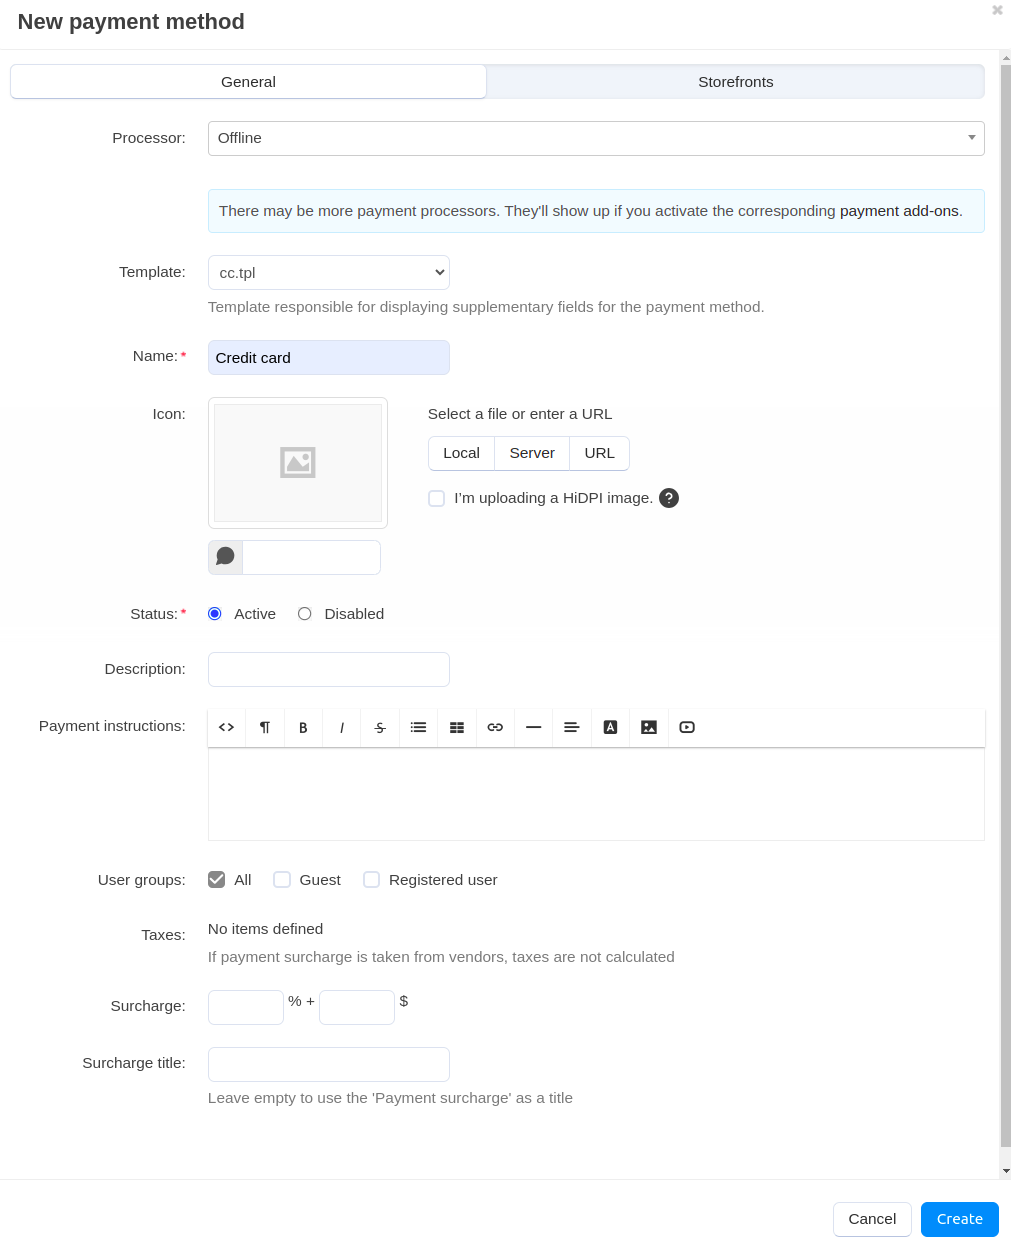 New payment method
General
Storefronts
Processor:
Offline
There may be more payment processors. They'll show up if you activate the corresponding payment add-ons.
Template:
cc.tpl
Template responsible for displaying supplementary fields for the payment method.
Name:*
Credit card
Icon:
Select a file or enter a URL
Local
Server
URL
I'm uploading a HiDPI image. ?
Status:*
Active
Disabled
Description:
Payment instructions:
B I S A
User groups:
All
Guest
Registered user
Taxes:
No items defined
If payment surcharge is taken from vendors, taxes are not calculated
Surcharge:
% + $
Surcharge title:
Leave empty to use the 'Payment surcharge' as a title
Cancel
Create